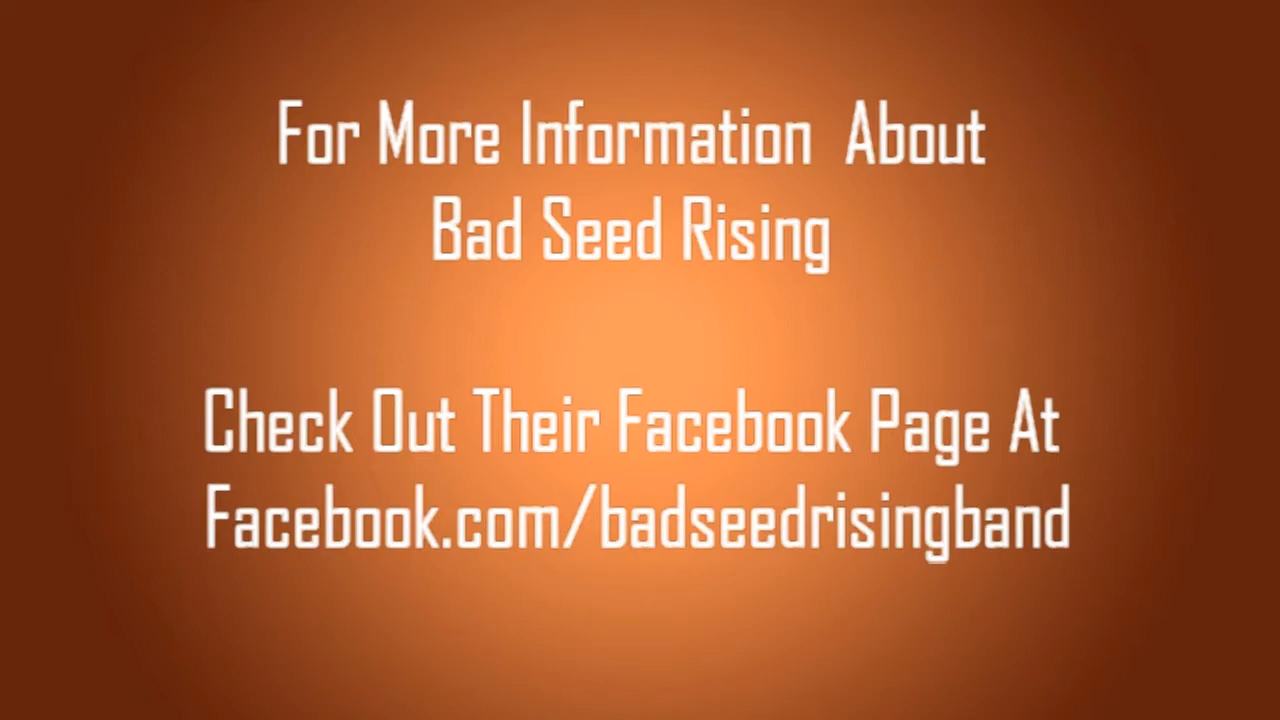 For More Information  About
Bad Seed Rising
Check Out Their Facebook Page At
Facebook.com/badseedrisingband